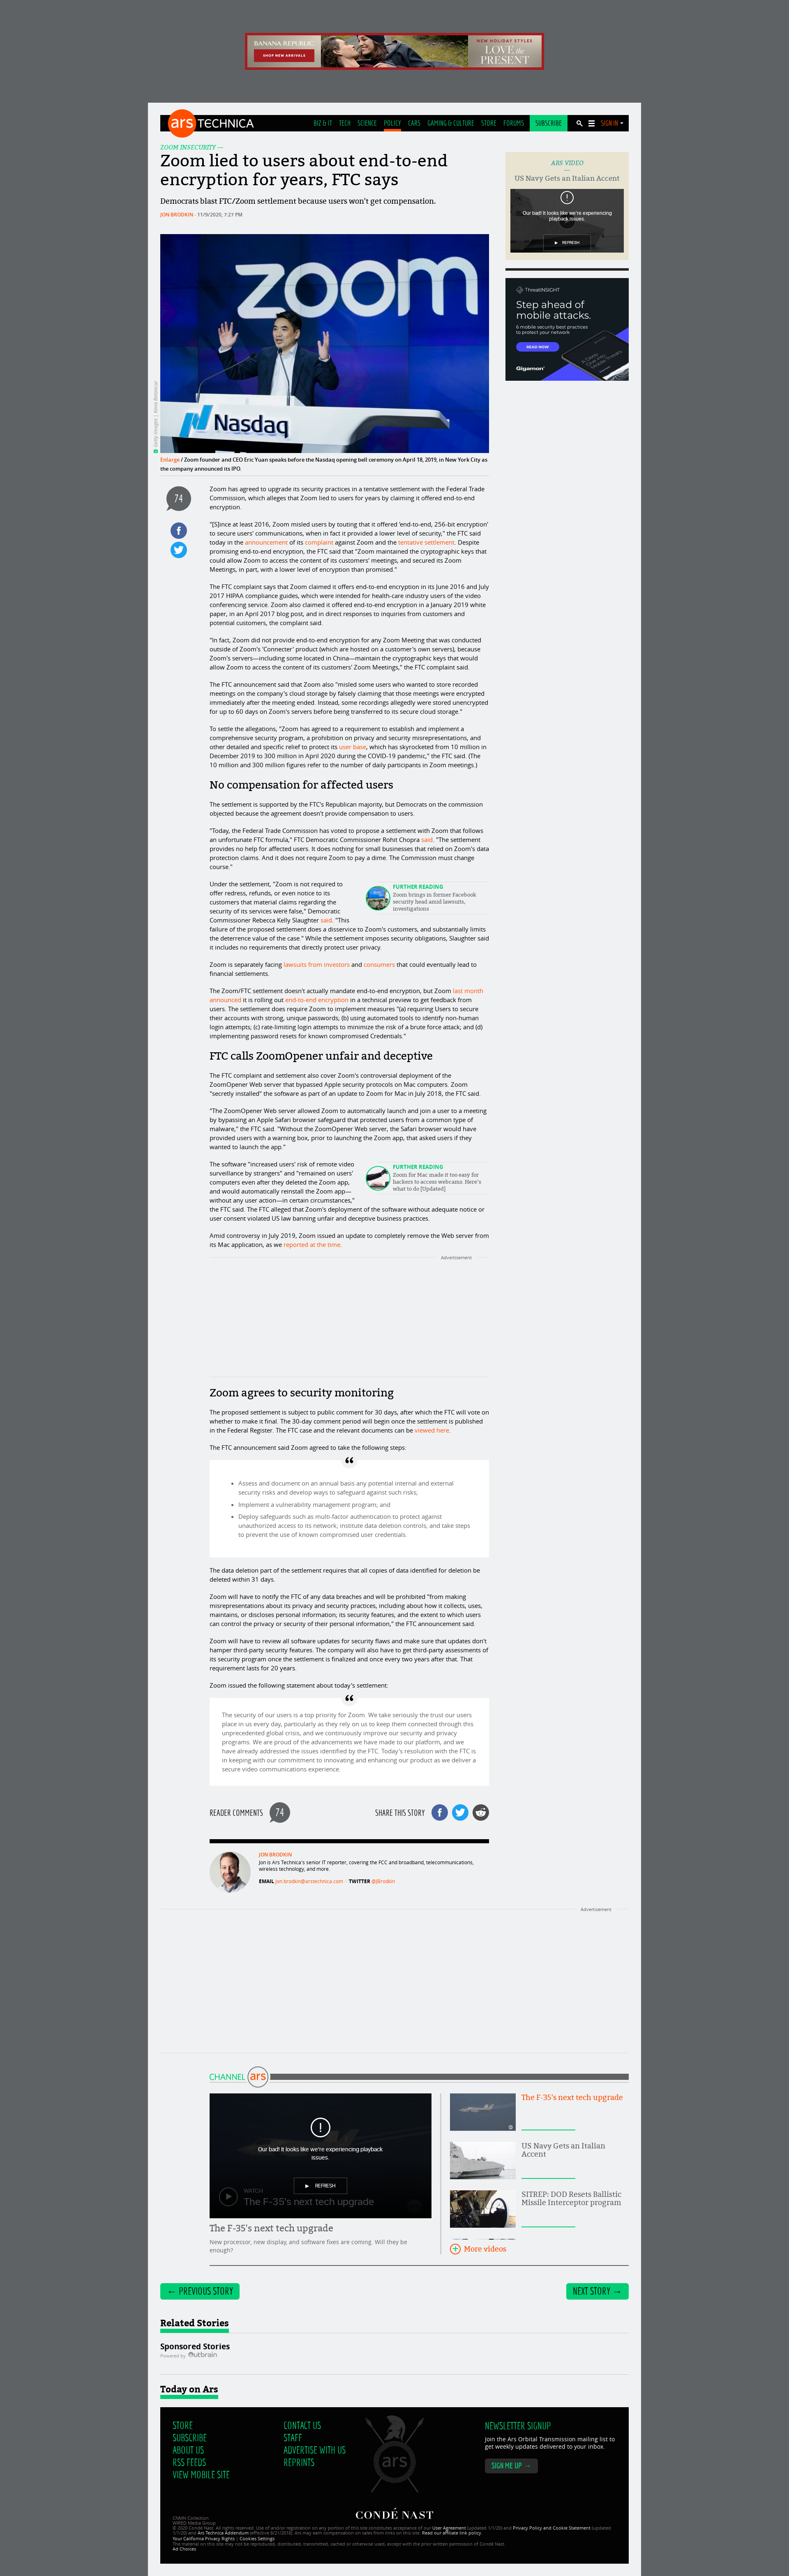 BANANA REPUBLIC
SHOP NEW ARRIVALS
NEW HOLIDAY STYLES
LOVE the
PRESENT
ars TECHNICA
BIZ & IT TECH SCIENCE POLICY CARS GAMING & CULTURE STORE FORUMS SUBSCRIBE SIGN IN
ZOOM INSECURITY —
Zoom lied to users about end-to-end
encryption for years, FTC says
Democrats blast FTC/Zoom settlement because users won't get compensation.
JON BRODKIN - 11/9/2020, 7:27 PM
zoom
Nasdaq
Enlarge / Zoom founder and CEO Eric Yuan speaks before the Nasdaq opening bell ceremony on April 18, 2019, in New York City as
the company announced its IPO.
74
Zoom has agreed to upgrade its security practices in a tentative settlement with the Federal Trade
Commission, which alleges that Zoom lied to users for years by claiming it offered end-to-end
encryption.
"[S]ince at least 2016, Zoom misled users by touting that it offered 'end-to-end, 256-bit encryption'
to secure users' communications, when in fact it provided a lower level of security," the FTC said
today in the announcement of its complaint against Zoom and the tentative settlement. Despite
promising end-to-end encryption, the FTC said that "Zoom maintained the cryptographic keys that
could allow Zoom to access the content of its customers' meetings, and secured its Zoom
Meetings, in part, with a lower level of encryption than promised."
The FTC complaint says that Zoom claimed it offers end-to-end encryption in its June 2016 and July
2017 HIPAA compliance guides, which were intended for health-care industry users of the video
conferencing service. Zoom also claimed it offered end-to-end encryption in a January 2019 white
paper, in an April 2017 blog post, and in direct responses to inquiries from customers and
potential customers, the complaint said.
"In fact, Zoom did not provide end-to-end encryption for any Zoom Meeting that was conducted
outside of Zoom's 'Connecter' product (which are hosted on a customer's own servers), because
Zoom's servers—including some located in China—maintain the cryptographic keys that would
allow Zoom to access the content of its customers' Zoom Meetings," the FTC complaint said.
The FTC announcement said that Zoom also "misled some users who wanted to store recorded
meetings on the company's cloud storage by falsely claiming that those meetings were encrypted
immediately after the meeting ended. Instead, some recordings allegedly were stored unencrypted
for up to 60 days on Zoom's servers before being transferred to its secure cloud storage."
To settle the allegations, "Zoom has agreed to a requirement to establish and implement a
comprehensive security program, a prohibition on privacy and security misrepresentations, and
other detailed and specific relief to protect its user base, which has skyrocketed from 10 million in
December 2019 to 300 million in April 2020 during the COVID-19 pandemic," the FTC said. (The
10 million and 300 million figures refer to the number of daily participants in Zoom meetings.)
No compensation for affected users
The settlement is supported by the FTC's Republican majority, but Democrats on the commission
objected because the agreement doesn't provide compensation to users.
"Today, the Federal Trade Commission has voted to propose a settlement with Zoom that follows
an unfortunate FTC formula," FTC Democratic Commissioner Rohit Chopra said. "The settlement
provides no help for affected users. It does nothing for small businesses that relied on Zoom's data
protection claims. And it does not require Zoom to pay a dime. The Commission must change
course."
FURTHER READING
Zoom brings in former Facebook
security head amid lawsuits,
investigations
Under the settlement, "Zoom is not required to
offer redress, refunds, or even notice to its
customers that material claims regarding the
security of its services were false," Democratic
Commissioner Rebecca Kelly Slaughter said. "This
failure of the proposed settlement does a disservice to Zoom's customers, and substantially limits
the deterrence value of the case." While the settlement imposes security obligations, Slaughter said
it includes no requirements that directly protect user privacy.
Zoom is separately facing lawsuits from investors and consumers that could eventually lead to
financial settlements.
The Zoom/FTC settlement doesn't actually mandate end-to-end encryption, but Zoom last month
announced it is rolling out end-to-end encryption in a technical preview to get feedback from
users. The settlement does require Zoom to implement measures "(a) requiring Users to secure
their accounts with strong, unique passwords; (b) using automated tools to identify non-human
login attempts; (c) rate-limiting login attempts to minimize the risk of a brute force attack; and (d)
implementing password resets for known compromised Credentials."
FTC calls ZoomOpener unfair and deceptive
The FTC complaint and settlement also cover Zoom's controversial deployment of the
ZoomOpener Web server that bypassed Apple security protocols on Mac computers. Zoom
"secretly installed" the software as part of an update to Zoom for Mac in July 2018, the FTC said.
"The ZoomOpener Web server allowed Zoom to automatically launch and join a user to a meeting
by bypassing an Apple Safari browser safeguard that protected users from a common type of
malware," the FTC said. "Without the ZoomOpener Web server, the Safari browser would have
provided users with a warning box, prior to launching the Zoom app, that asked users if they
wanted to launch the app."
FURTHER READING
Zoom for Mac made it too easy for
hackers to access webcams. Here's
what to do [Updated]
The software "increased users' risk of remote video
surveillance by strangers" and "remained on users'
computers even after they deleted the Zoom app,
and would automatically reinstall the Zoom app—
without any user action—in certain circumstances,"
the FTC said. The FTC alleged that Zoom's deployment of the software without adequate notice or
user consent violated US law banning unfair and deceptive business practices.
Amid controversy in July 2019, Zoom issued an update to completely remove the Web server from
its Mac application, as we reported at the time.
Advertisement
Zoom agrees to security monitoring
The proposed settlement is subject to public comment for 30 days, after which the FTC will vote on
whether to make it final. The 30-day comment period will begin once the settlement is published
in the Federal Register. The FTC case and the relevant documents can be viewed here.
The FTC announcement said Zoom agreed to take the following steps:
“
• Assess and document on an annual basis any potential internal and external
security risks and develop ways to safeguard against such risks;
• Implement a vulnerability management program; and
• Deploy safeguards such as multi-factor authentication to protect against
unauthorized access to its network; institute data deletion controls; and take steps
to prevent the use of known compromised user credentials.
The data deletion part of the settlement requires that all copies of data identified for deletion be
deleted within 31 days.
Zoom will have to notify the FTC of any data breaches and will be prohibited "from making
misrepresentations about its privacy and security practices, including about how it collects, uses,
maintains, or discloses personal information; its security features; and the extent to which users
can control the privacy or security of their personal information," the FTC announcement said.
Zoom will have to review all software updates for security flaws and make sure that updates don't
hamper third-party security features. The company will also have to get third-party assessments of
its security program once the settlement is finalized and once every two years after that. That
requirement lasts for 20 years.
Zoom issued the following statement about today's settlement:
“
The security of our users is a top priority for Zoom. We take seriously the trust our users
place in us every day, particularly as they rely on us to keep them connected through this
unprecedented global crisis, and we continuously improve our security and privacy
programs. We are proud of the advancements we have made to our platform, and we
have already addressed the issues identified by the FTC. Today's resolution with the FTC is
in keeping with our commitment to innovating and enhancing our product as we deliver a
secure video communications experience.
READER COMMENTS 74
SHARE THIS STORY
JON BRODKIN
Jon is Ars Technica's senior IT reporter, covering the FCC and broadband, telecommunications,
wireless technology, and more.
EMAIL jon.brodkin@arstechnica.com / TWITTER @JBrodkin
Advertisement
ARS VIDEO
US Navy Gets an Italian Accent
Our bad! It looks like we're experiencing
playback issues.
REFRESH
ThreatINSIGHT
Step ahead of
mobile attacks.
6 mobile security best practices
to protect your network
READ NOW
Gigamon
CHANNEL ars
Our bad! It looks like we're experiencing playback
issues.
REFRESH
WATCH
The F-35's next tech upgrade
The F-35's next tech upgrade
New processor, new display, and software fixes are coming. Will they be
enough?
The F-35's next tech upgrade
US Navy Gets an Italian
Accent
SITREP: DOD Resets Ballistic
Missile Interceptor program
More videos
← PREVIOUS STORY
NEXT STORY →
Related Stories
Sponsored Stories
Powered by Outbrain
Today on Ars
STORE
SUBSCRIBE
ABOUT US
RSS FEEDS
VIEW MOBILE SITE
CONTACT US
STAFF
ADVERTISE WITH US
REPRINTS
ars
NEWSLETTER SIGNUP
Join the Ars Orbital Transmission mailing list to
get weekly updates delivered to your inbox.
SIGN ME UP →
CONDÉ NAST
CNMN Collection
WIRED Media Group
© 2020 Condé Nast. All rights reserved. Use of and/or registration on any portion of this site constitutes acceptance of our User Agreement (updated 1/1/20) and Privacy Policy and Cookie Statement (updated
1/1/20) and Ars Technica Addendum (effective 8/21/2018). Ars may earn compensation on sales from links on this site. Read our affiliate link policy.
Your California Privacy Rights | Cookies Settings
The material on this site may not be reproduced, distributed, transmitted, cached or otherwise used, except with the prior written permission of Condé Nast.
Ad Choices